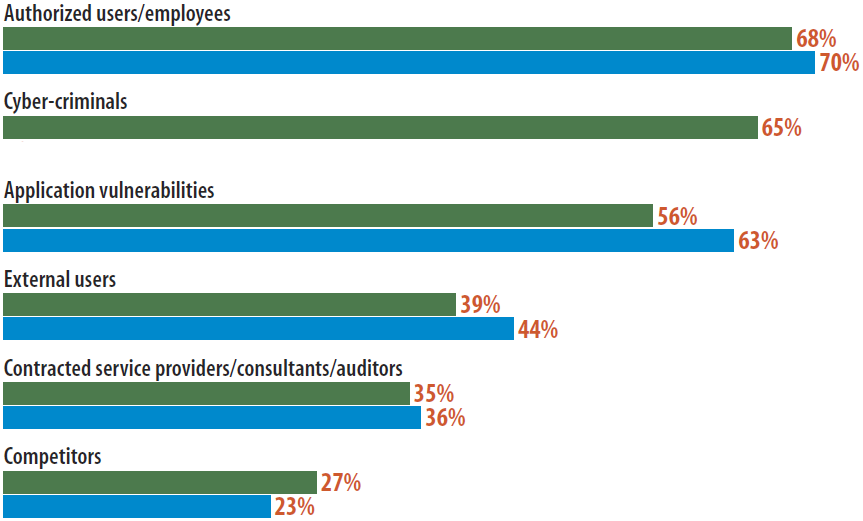 Authorized users/employees
68%
70%
Cyber-criminals
65%
Application vulnerabilities
56%
63%
External users
39%
44%
Contracted service providers/consultants/auditors
35%
36%
Competitors
27%
23%